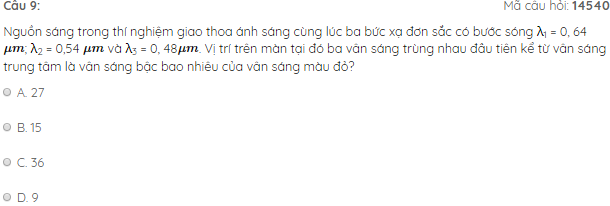 Câu 9: Mã câu hỏi: 14540
Nguồn sáng trong thí nghiệm giao thoa ánh sáng cùng lúc ba bức xạ đơn sắc có bước sóng λ₁ = 0, 64
μm; λ₂ = 0,54 μm và λ₃ = 0, 48μm. Vị trí trên màn tại đó ba vân sáng trùng nhau đầu tiên kể từ vân sáng
trung tâm là vân sáng bậc bao nhiêu của vân sáng màu đỏ?
A. 27
B. 15
C. 36
D. 9